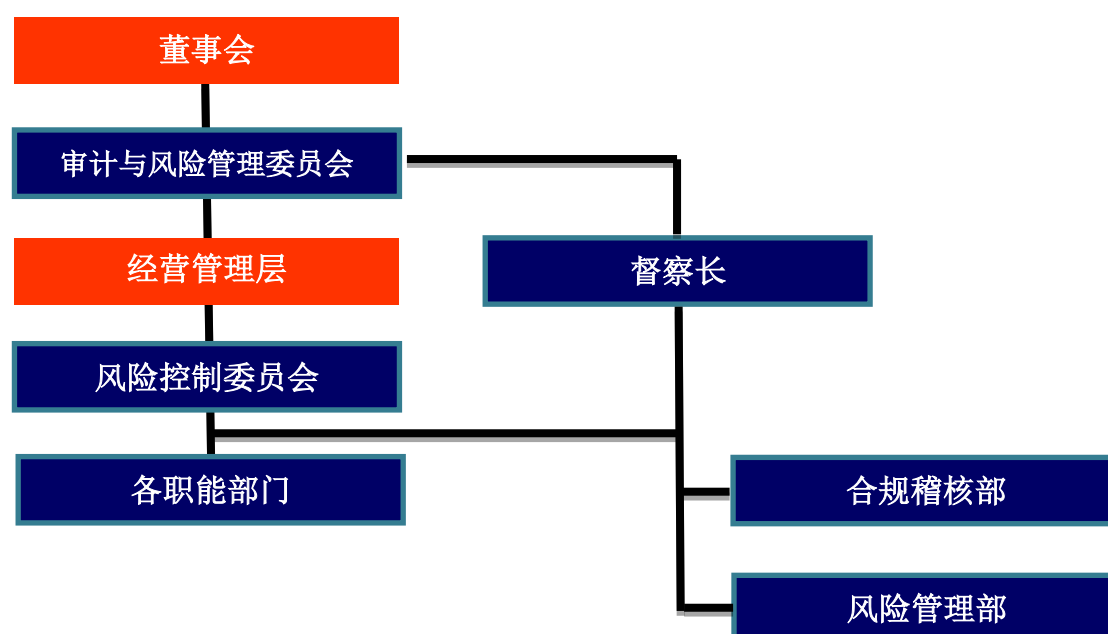 董事会
审计与风险管理委员会
经营管理层
督察长
风险控制委员会
各职能部门
合规稽核部
风险管理部